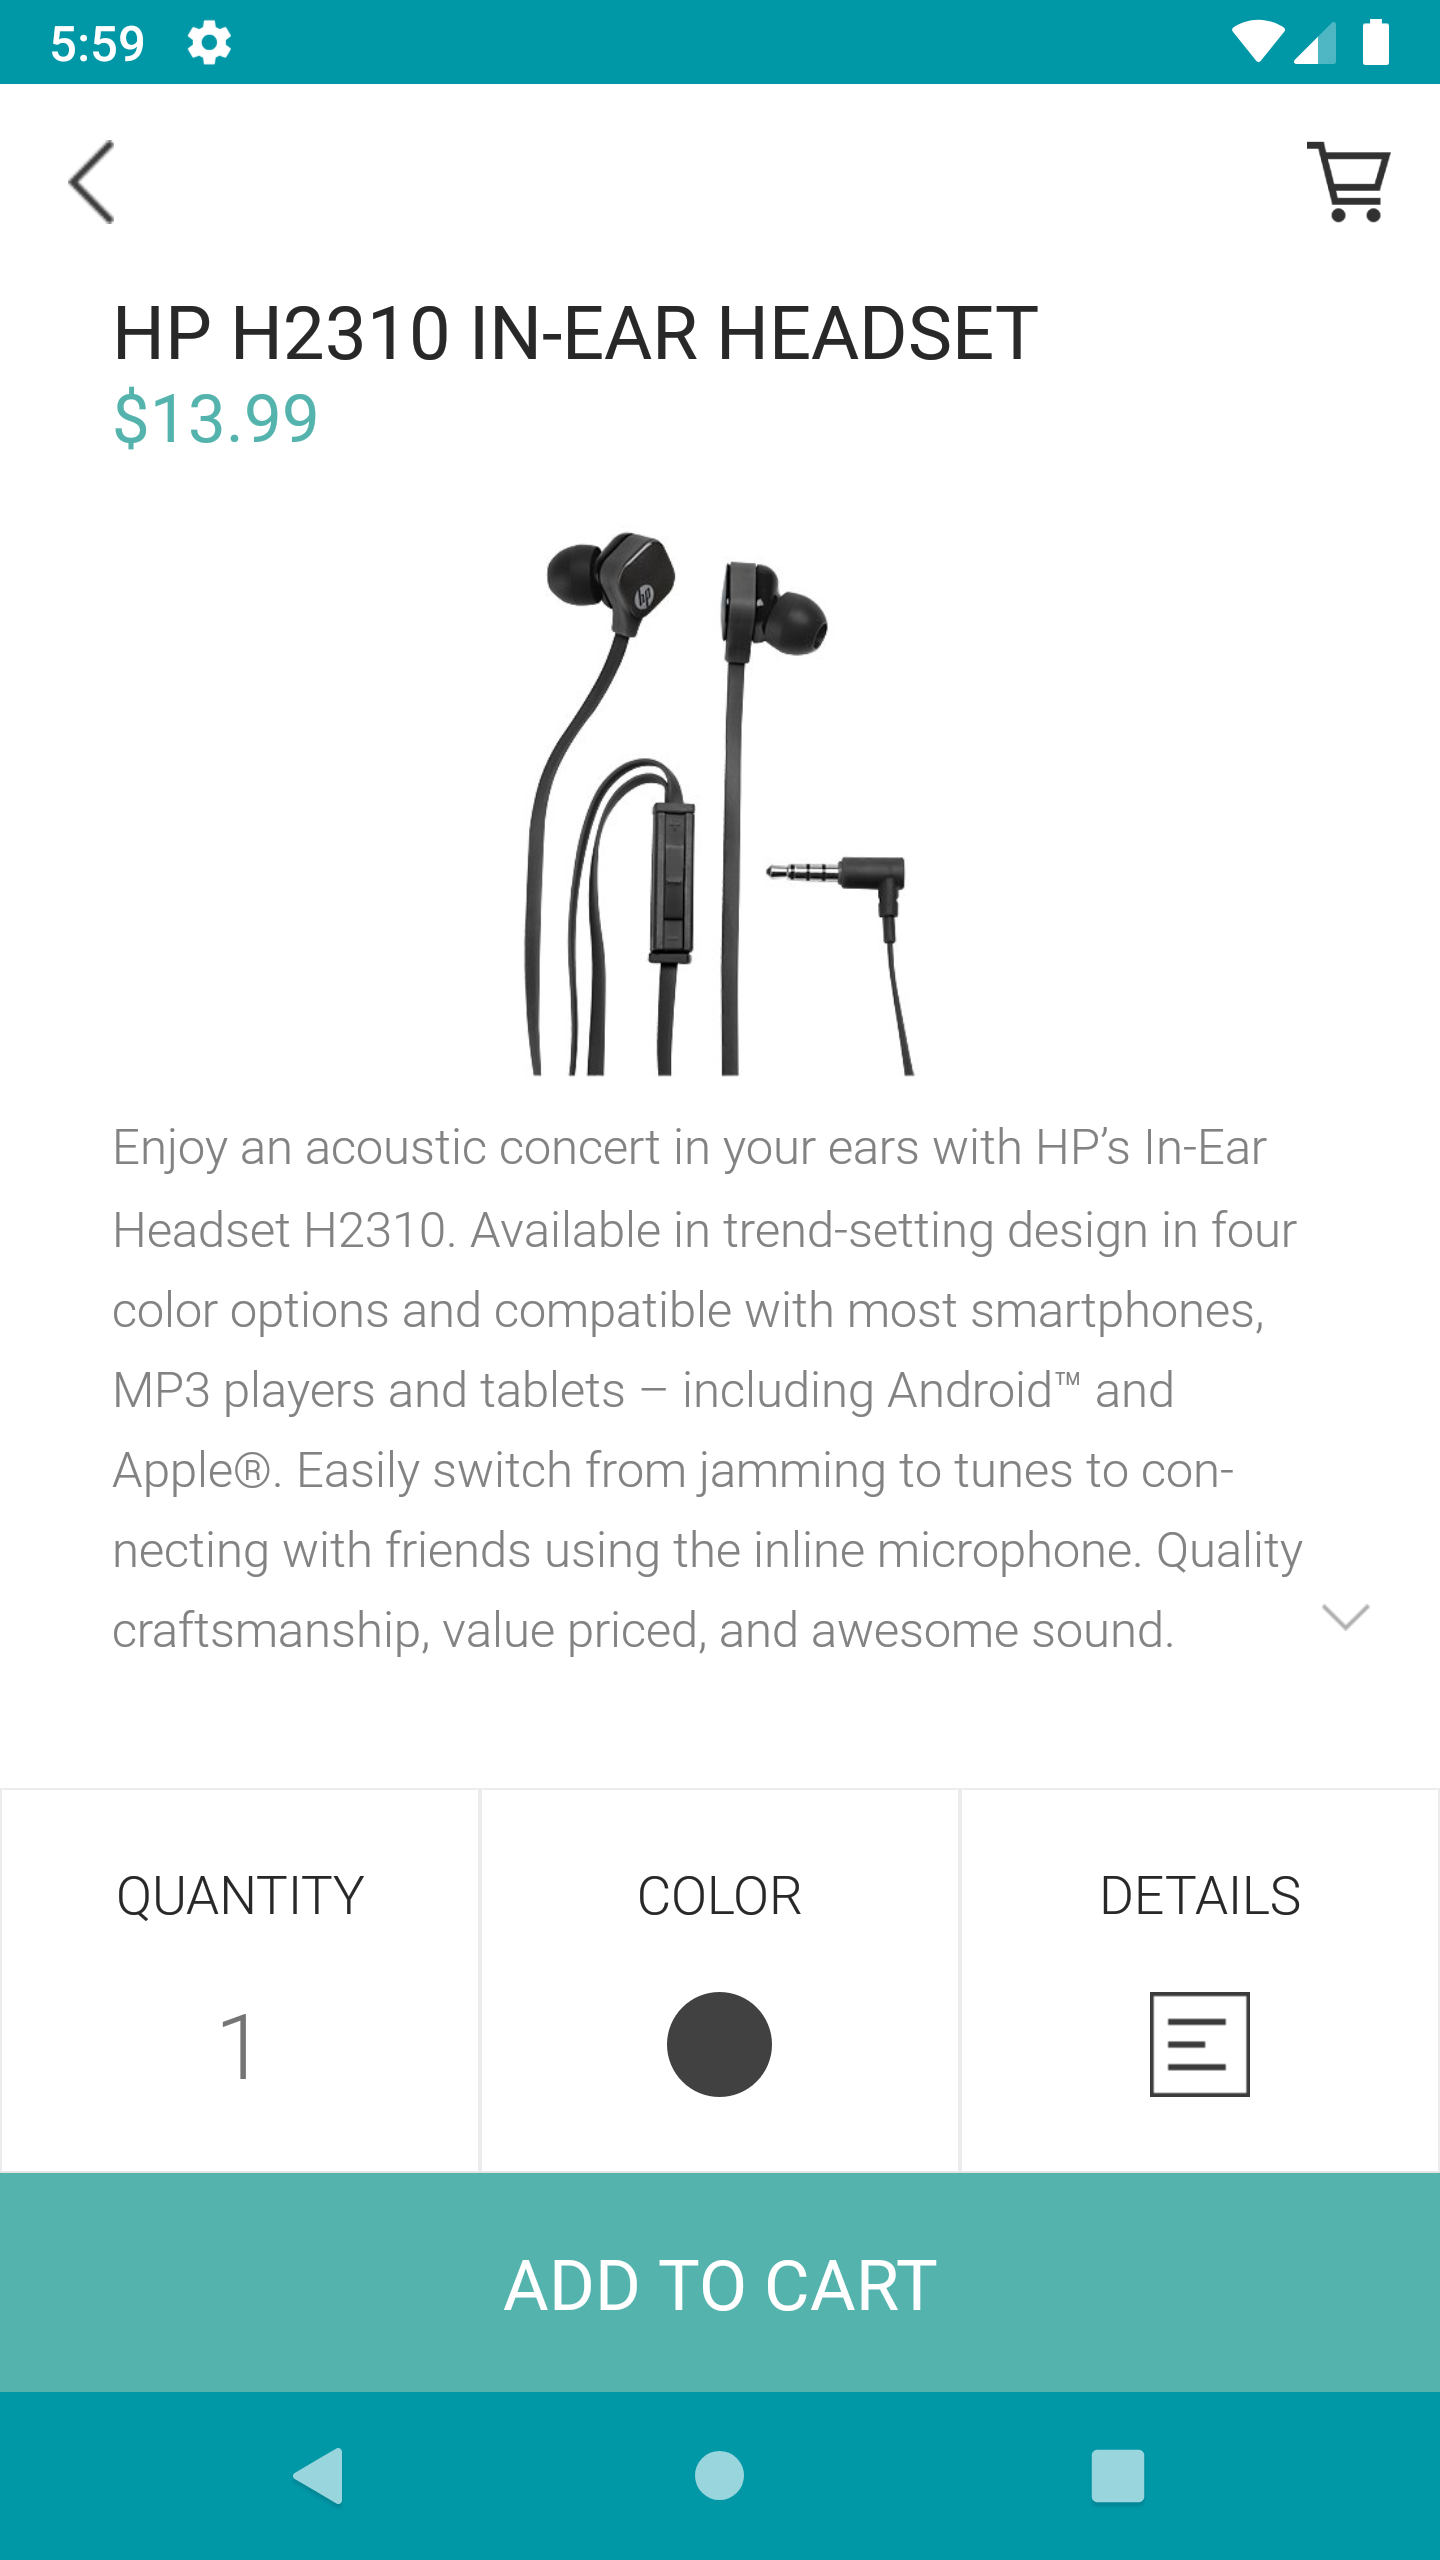 5:59
HP H2310 IN-EAR HEADSET
$13.99
hp
Enjoy an acoustic concert in your ears with HP’s In-Ear
Headset H2310. Available in trend-setting design in four
color options and compatible with most smartphones,
MP3 players and tablets – including Android™ and
Apple®. Easily switch from jamming to tunes to con-
necting with friends using the inline microphone. Quality
craftsmanship, value priced, and awesome sound.
QUANTITY
COLOR
DETAILS
1
ADD TO CART